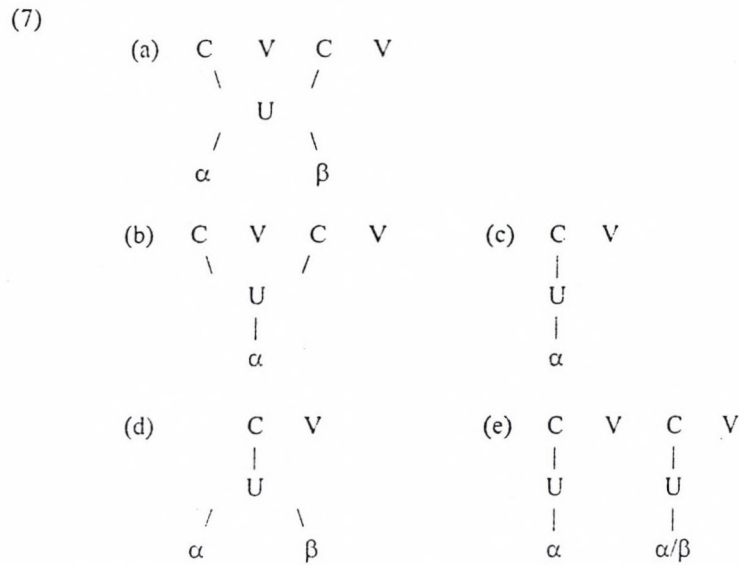 (7)
(a) C V C V
\ /
U
/ \
α β
(b) C V C V (c) C V
\ / |
U U
| |
α α
(d) C V (e) C V C V
| | |
U U U
/ \ | |
α β α α/β